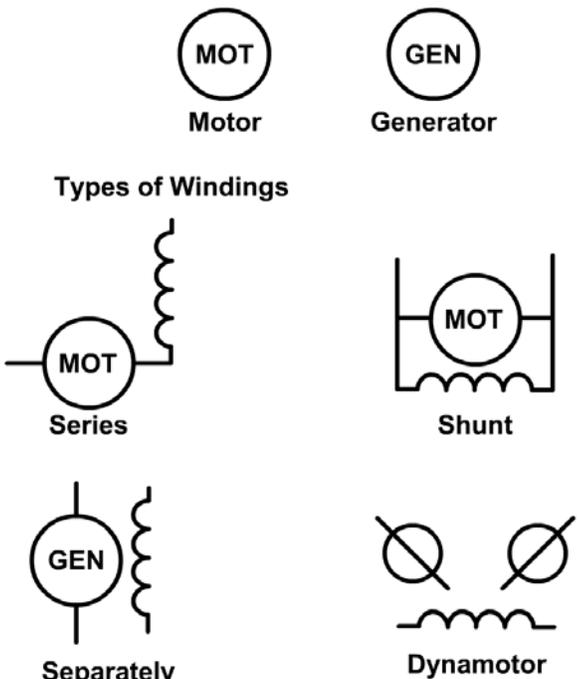 MOT
GEN
Motor
Generator
Types of Windings
MOT
Series
MOT
Shunt
GEN
Separately
Dynamotor